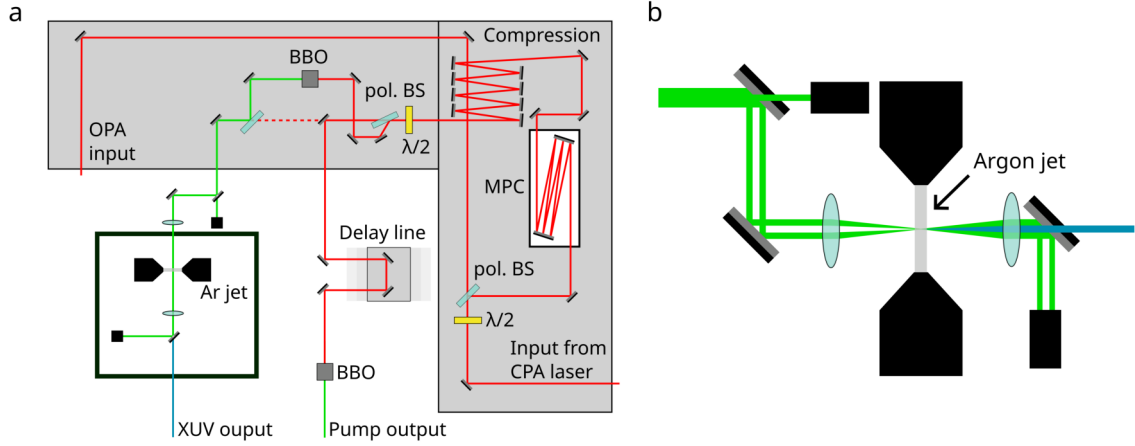 a
Compression
BBO
pol. BS
OPA
input
λ/2
MPC
Delay line
pol. BS
Ar jet
λ/2
Input from
CPA laser
BBO
XUV ouput
Pump output
b
Argon jet